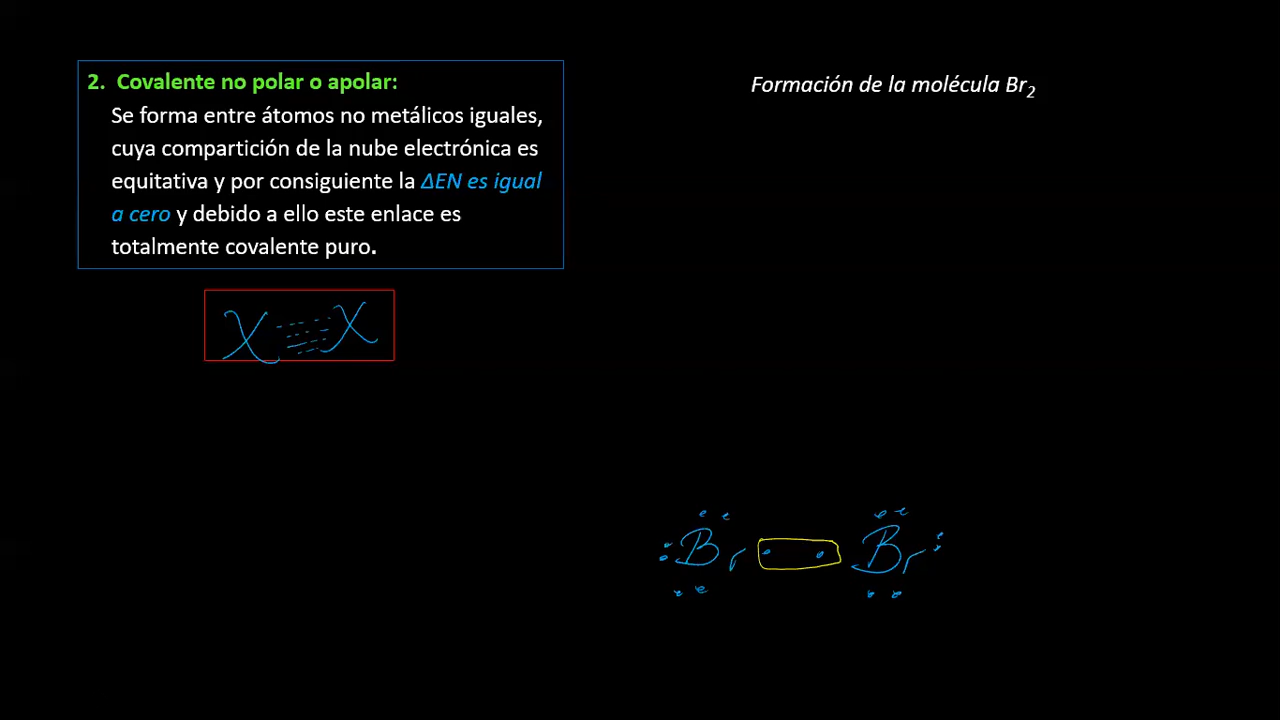 2. Covalente no polar o apolar:
Se forma entre átomos no metálicos iguales,
cuya compartición de la nube electrónica es
equitativa y por consiguiente la ΔEN es igual
a cero y debido a ello este enlace es
totalmente covalente puro.
X X
Formación de la molécula Br₂
Br Br